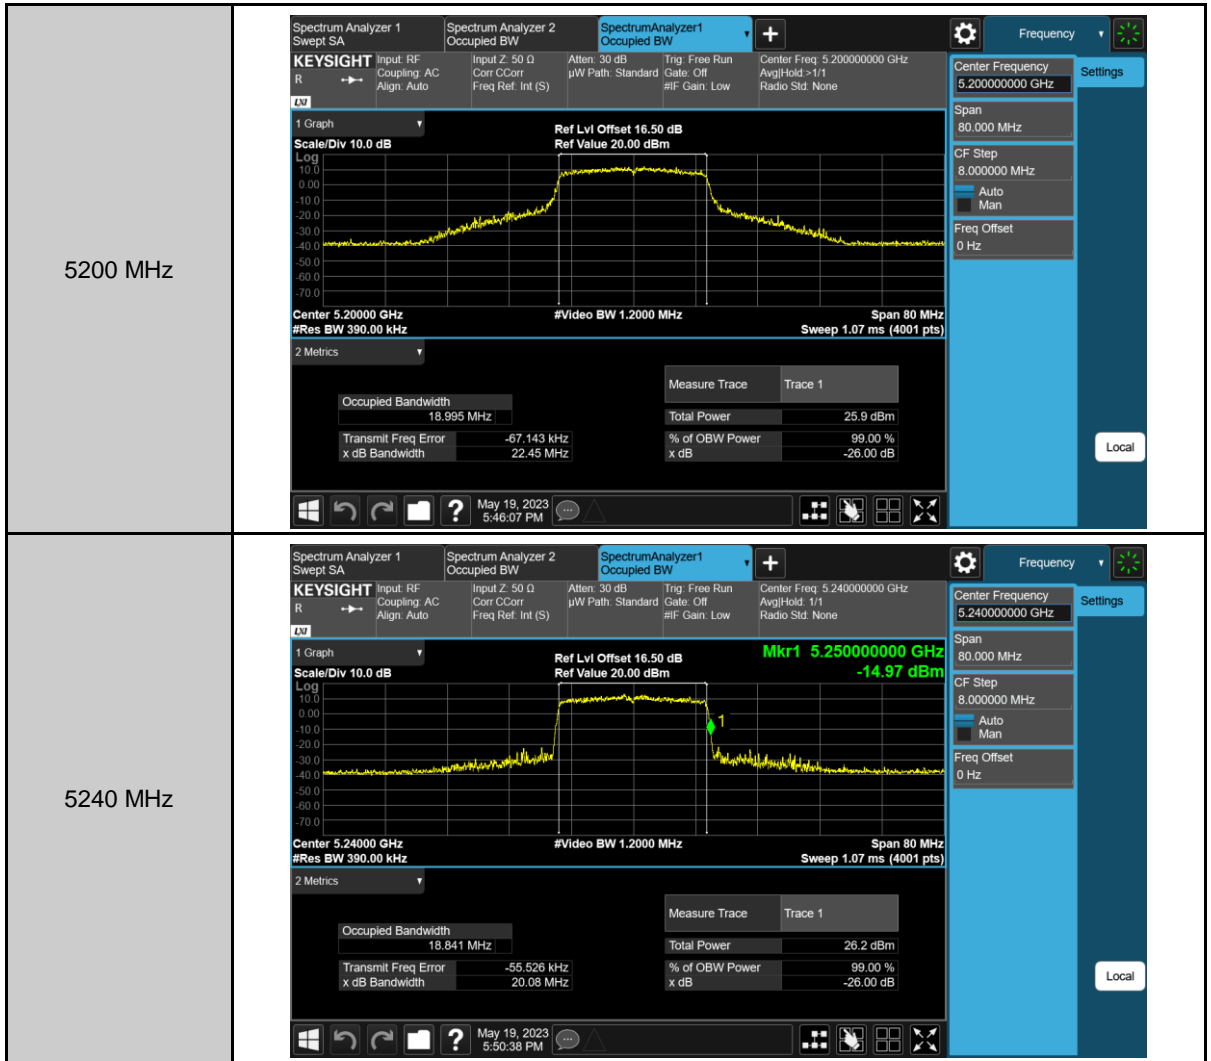 5200 MHz
Spectrum Analyzer 1
Swept SA
Spectrum Analyzer 2
Occupied BW
SpectrumAnalyzer1
Occupied BW
Frequency
KEYSIGHT
R
LXI
Input: RF
Coupling: AC
Align: Auto
Input Z: 50 Ω
Corr CCorr
Freq Ref: Int (S)
Atten: 30 dB
µW Path: Standard
Trig: Free Run
Gate: Off
#IF Gain: Low
Center Freq: 5.200000000 GHz
Avg|Hold:>1/1
Radio Std: None
Center Frequency
5.200000000 GHz
Settings
Span
80.000 MHz
CF Step
8.000000 MHz
Auto
Man
Freq Offset
0 Hz
Local
1 Graph
Scale/Div 10.0 dB
Ref Lvl Offset 16.50 dB
Ref Value 20.00 dBm
Log
10.0
0.00
-10.0
-20.0
-30.0
-40.0
-50.0
-60.0
-70.0
Center 5.20000 GHz
#Res BW 390.00 kHz
#Video BW 1.2000 MHz
Span 80 MHz
Sweep 1.07 ms (4001 pts)
2 Metrics
Measure Trace Trace 1
Occupied Bandwidth
18.995 MHz
Total Power 25.9 dBm
Transmit Freq Error -67.143 kHz
% of OBW Power 99.00 %
x dB Bandwidth 22.45 MHz
x dB -26.00 dB
?
May 19, 2023
5:46:07 PM
5240 MHz
Spectrum Analyzer 1
Swept SA
Spectrum Analyzer 2
Occupied BW
SpectrumAnalyzer1
Occupied BW
Frequency
KEYSIGHT
R
LXI
Input: RF
Coupling: AC
Align: Auto
Input Z: 50 Ω
Corr CCorr
Freq Ref: Int (S)
Atten: 30 dB
µW Path: Standard
Trig: Free Run
Gate: Off
#IF Gain: Low
Center Freq: 5.240000000 GHz
Avg|Hold: 1/1
Radio Std: None
Center Frequency
5.240000000 GHz
Settings
Span
80.000 MHz
CF Step
8.000000 MHz
Auto
Man
Freq Offset
0 Hz
Local
1 Graph
Scale/Div 10.0 dB
Ref Lvl Offset 16.50 dB
Ref Value 20.00 dBm
Mkr1 5.250000000 GHz
-14.97 dBm
Log
10.0
0.00
-10.0
-20.0
-30.0
-40.0
-50.0
-60.0
-70.0
1
Center 5.24000 GHz
#Res BW 390.00 kHz
#Video BW 1.2000 MHz
Span 80 MHz
Sweep 1.07 ms (4001 pts)
2 Metrics
Measure Trace Trace 1
Occupied Bandwidth
18.841 MHz
Total Power 26.2 dBm
Transmit Freq Error -55.526 kHz
% of OBW Power 99.00 %
x dB Bandwidth 20.08 MHz
x dB -26.00 dB
?
May 19, 2023
5:50:38 PM